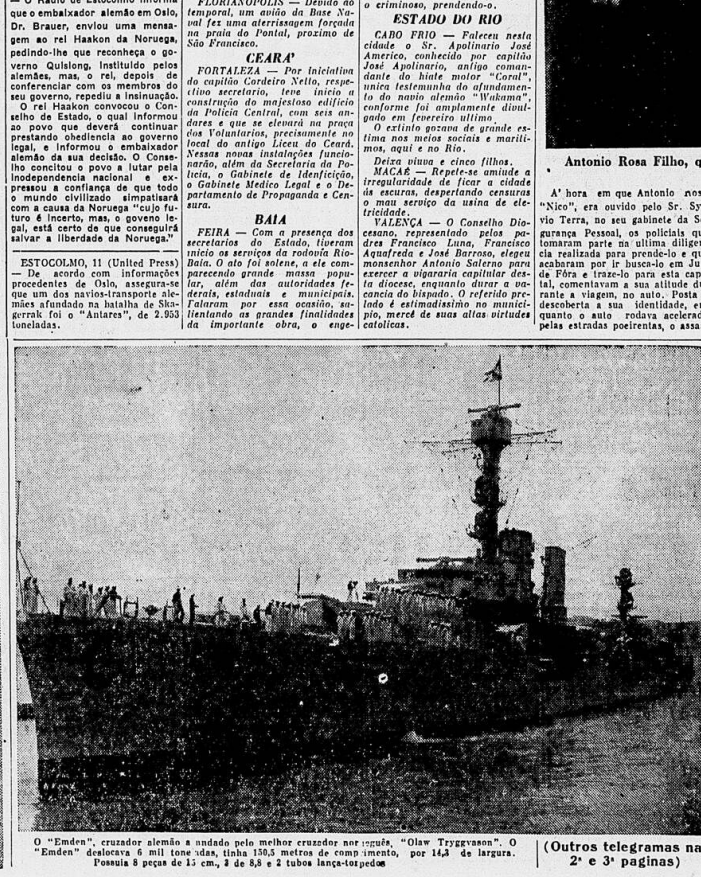 — O Rádio de Estocolmo informa
que o embaixador alemão em Oslo,
Dr. Brauer, enviou uma mensa-
gem ao rei Haakon da Noruega,
pedindo-lhe que reconheça o go-
verno Quislong, instituido pelos
alemães, mas, o rei, depois de
conferenciar com os membros do
seu governo, repediu a insinuação.
O rei Haakon convocou o Con-
selho de Estado, o qual informou
ao povo que deverá continuar
prestando obediencia ao governo
legal, e informou o embaixador
alemão da sua decisão. O Conse-
lho concitou o povo a lutar pela
independencia nacional e ex-
pressou a confiança de que todo
o mundo civilizado simpatisará
com a causa da Noruega "cujo fu-
turo é incerto, mas, o goveno le-
gal, está certo de que conseguirá
salvar a liberdade da Noruega."
ESTOCOLMO, 11 (United Press)
— De acordo com informações
procedentes de Oslo, assegura-se
que um dos navios-transporte ale-
mães afundado na batalha de Ska-
gerrak foi o "Antares", de 2.953
toneladas.
FLORIANOPOLIS — Devido ao
temporal, um avião da Base Na-
val fez uma aterrissagem forçada
na praia do Pontal, proximo de
São Francisco.
CEARA'
FORTALEZA — Por iniciativa
do capitão Cordeiro Netto, respe-
ctivo secretario, teve inicio a
construção do majestoso edificio
da Policia Central, com seis an-
dares e que se elevará na praça
dos Voluntarios, precisamente no
local do antigo Liceu do Ceará.
Nessas novas instalções funcio-
narão, além da Secretaria da Po-
licia, o Gabinete de Idenficição,
o Gabinete Medico Legal e o De-
partamento de Propaganda e Cen-
sura.
BAIA
FEIRA — Com a presença dos
secretarios do Estado, tiveram
inicio os serviços da rodovia Rio-
Baia. O ato foi solene, a ele com-
parecendo grande massa popu-
lar, além das autoridades fe-
derais, estaduais e municipais.
Falaram por essa ocasião, sa-
lientando as grandes finalidades
da importante obra, o enge-
o criminoso, prendendo-o.
ESTADO DO RIO
CABO FRIO — Faleceu nesta
cidade o Sr. Apolinario José
Americo, conhecido por capitão
José Apolinario, antigo coman-
dante do hiate motor "Coral",
unica testemunha do afundamen-
to do navio alemão "Wakama",
conforme foi amplamente divul-
gado em fevereiro ultimo.
O extinto gozava de grande es-
tima nos meios sociais e mariti-
mos, aqui e no Rio.
Deixa viuva e cinco filhos.
MACAÉ — Repete-se amiude a
irregularidade de ficar a cidade
ás escuras, despertando censuras
o mau serviço da usina de ele-
tricidade.
VALENÇA — O Conselho Dio-
cesano, representado pelos pa-
dres Francisco Luna, Francisco
Aquafreda e José Barroso, elegeu
monsenhor Antonio Salerno para
exercer a vigararia capitular des-
ta diocese, enquanto durar a va-
cancia do bispado. O referido pre-
lado é estimadissimo no munici-
pio, mercê de suas altas virtudes
catolicas.
Antonio Rosa Filho, q
A' hora em que Antonio
"Nico", era ouvido pelo Sr. Sy
vio Terra, no seu gabinete da Se
gurança Pessoal, os policiais qu
tomaram parte na ultima diligen
cia realizada para prende-lo e qu
acabaram por ir busca-lo em Ju
de Fóra e traze-lo para esta cap
tal, comentavam a sua atitude d
rante a viagem, no auto. Posta
descoberta a sua identidade, e
quanto o auto rodava acelerad
pelas estradas poeirentas, o assa
O "Emden", cruzador alemão a undado pelo melhor cruzador nor eguês, "Olaw Tryggvason". O
"Emden" deslocava 6 mil tone adas, tinha 150,5 metros de comp imento, por 14,3 de largura.
Possuia 8 peças de 15 cm., 3 de 8,8 e 2 tubos lança-torpedos
(Outros telegramas na
2ª e 3ª paginas)